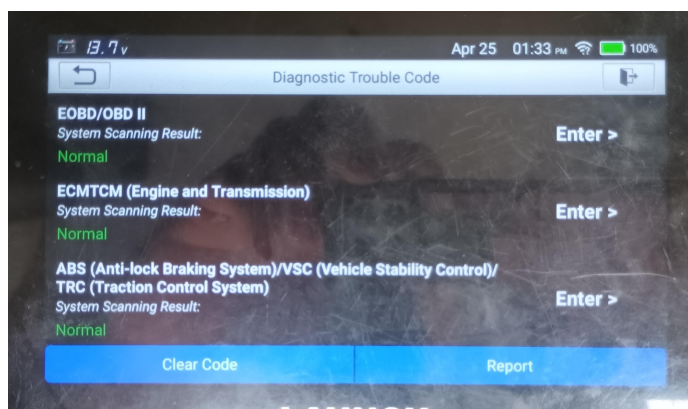 13.7v
Apr 25 01:33 PM 100%
Diagnostic Trouble Code
EOBD/OBD II
System Scanning Result:
Enter >
Normal
ECMTCM (Engine and Transmission)
System Scanning Result:
Enter >
Normal
ABS (Anti-lock Braking System)/VSC (Vehicle Stability Control)/
TRC (Traction Control System)
System Scanning Result:
Enter >
Normal
Clear Code
Report
LAUNCH